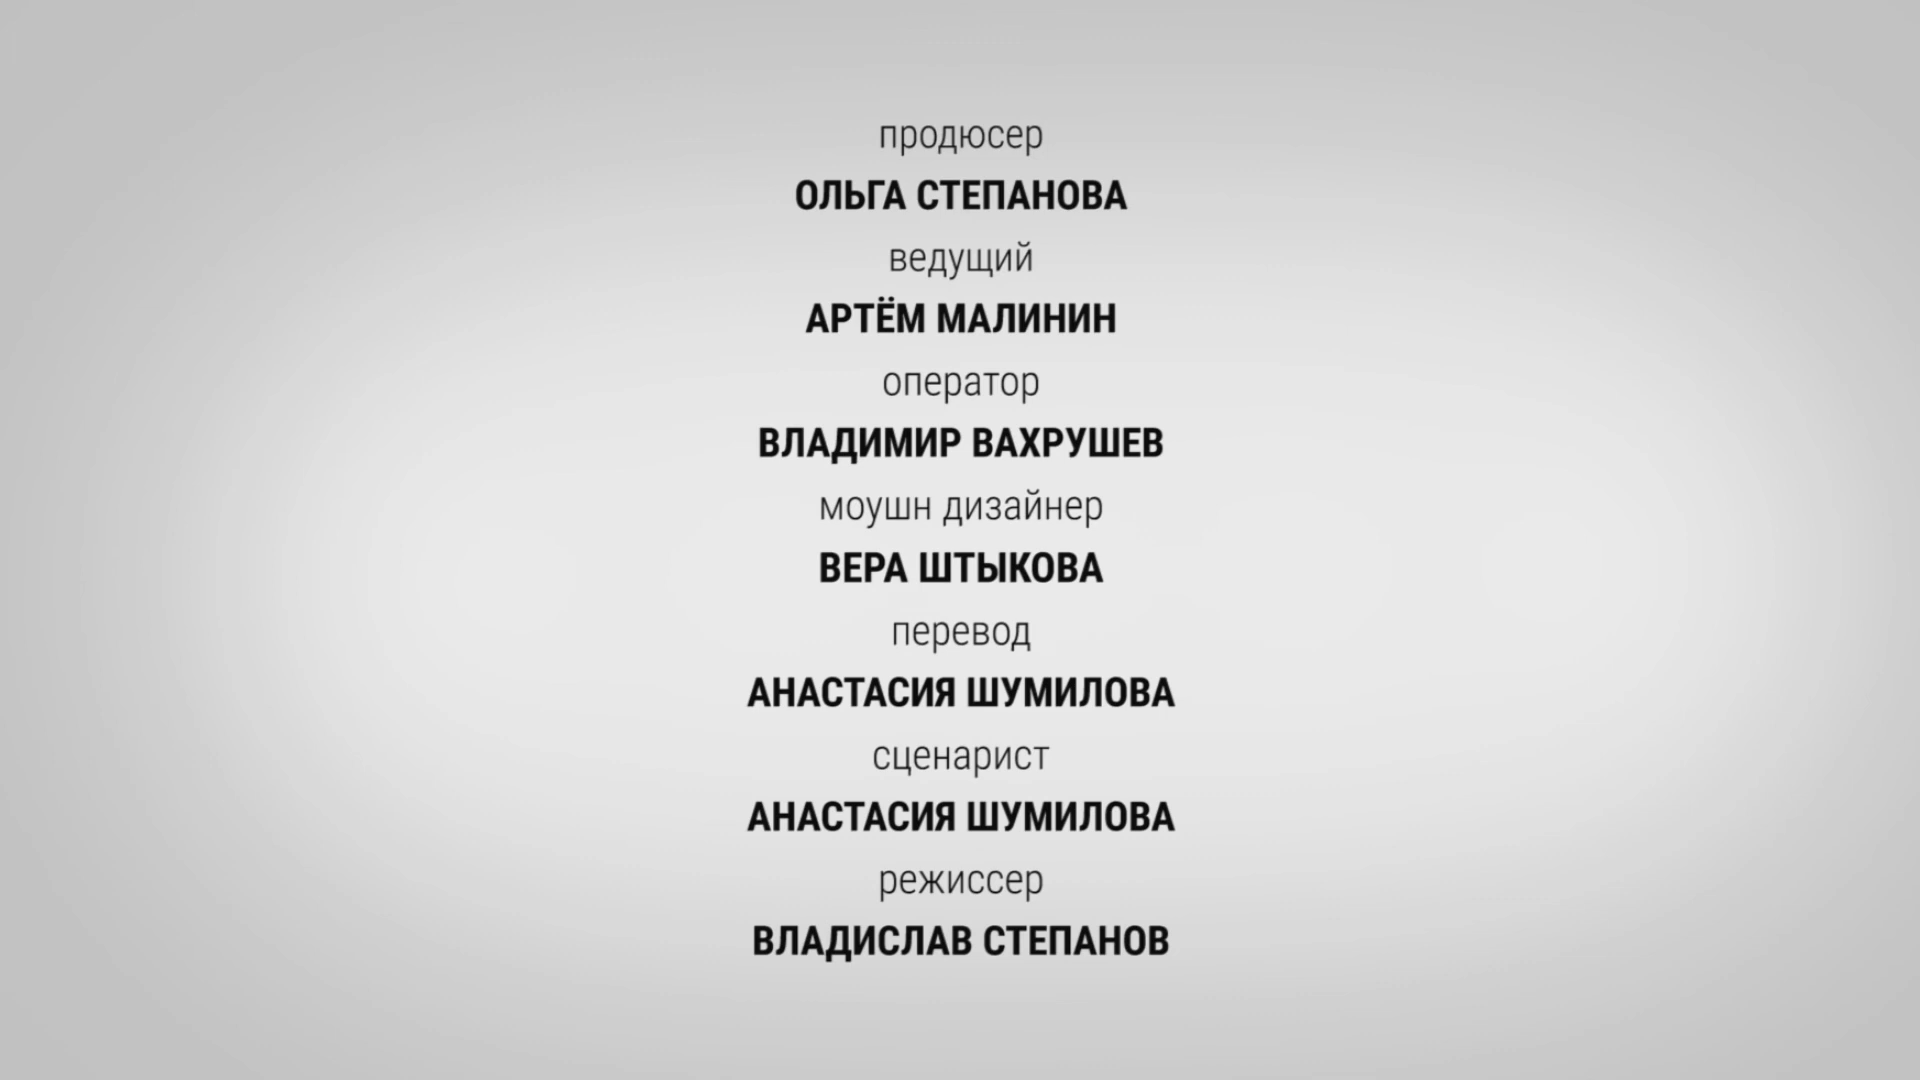 продюсер
ОЛЬГА СТЕПАНОВА
ведущий
АРТЁМ МАЛИНИН
оператор
ВЛАДИМИР ВАХРУШЕВ
моушн дизайнер
ВЕРА ШТЫКОВА
перевод
АНАСТАСИЯ ШУМИЛОВА
сценарист
АНАСТАСИЯ ШУМИЛОВА
режиссер
ВЛАДИСЛАВ СТЕПАНОВ